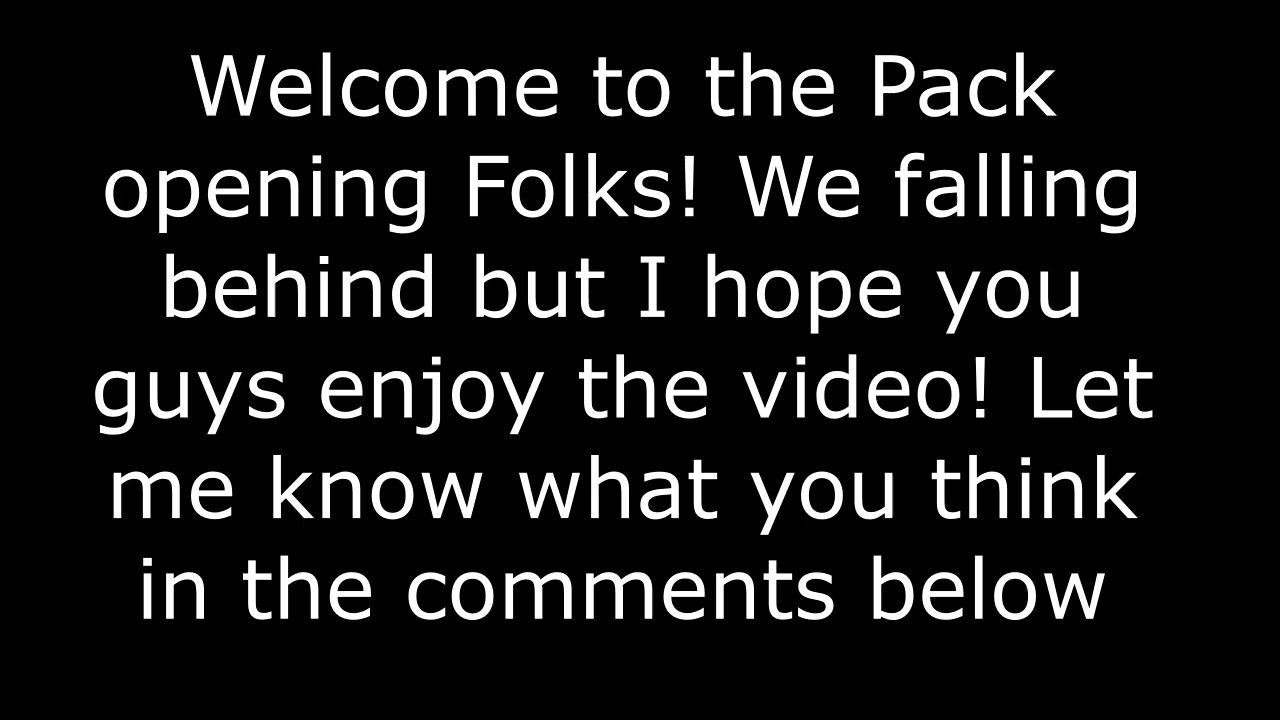 Welcome to the Pack
opening Folks! We falling
behind but I hope you
guys enjoy the video! Let
me know what you think
in the comments below